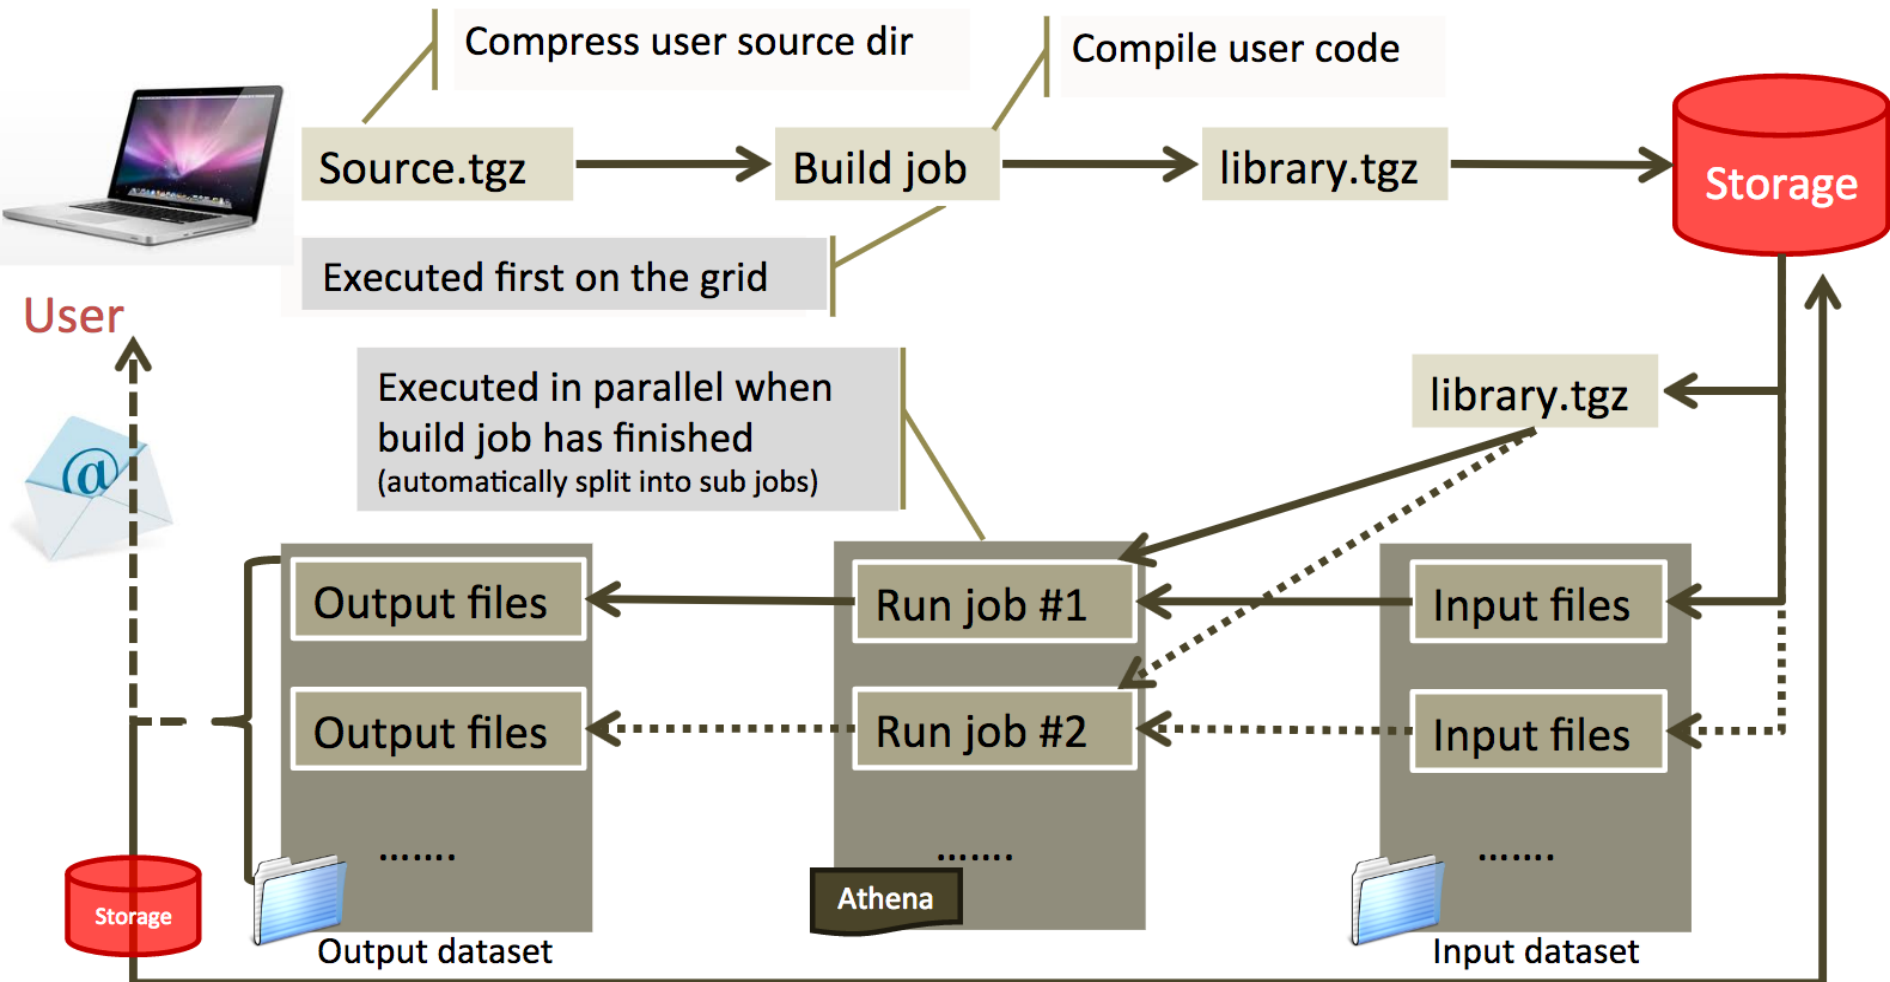 Compress user source dir
Compile user code
Source.tgz
Build job
library.tgz
Storage
Executed first on the grid
User
Executed in parallel when
build job has finished
(automatically split into sub jobs)
library.tgz
@
Output files
Run job #1
Input files
Output files
Run job #2
Input files
.......
.......
.......
Athena
Storage
Output dataset
Input dataset